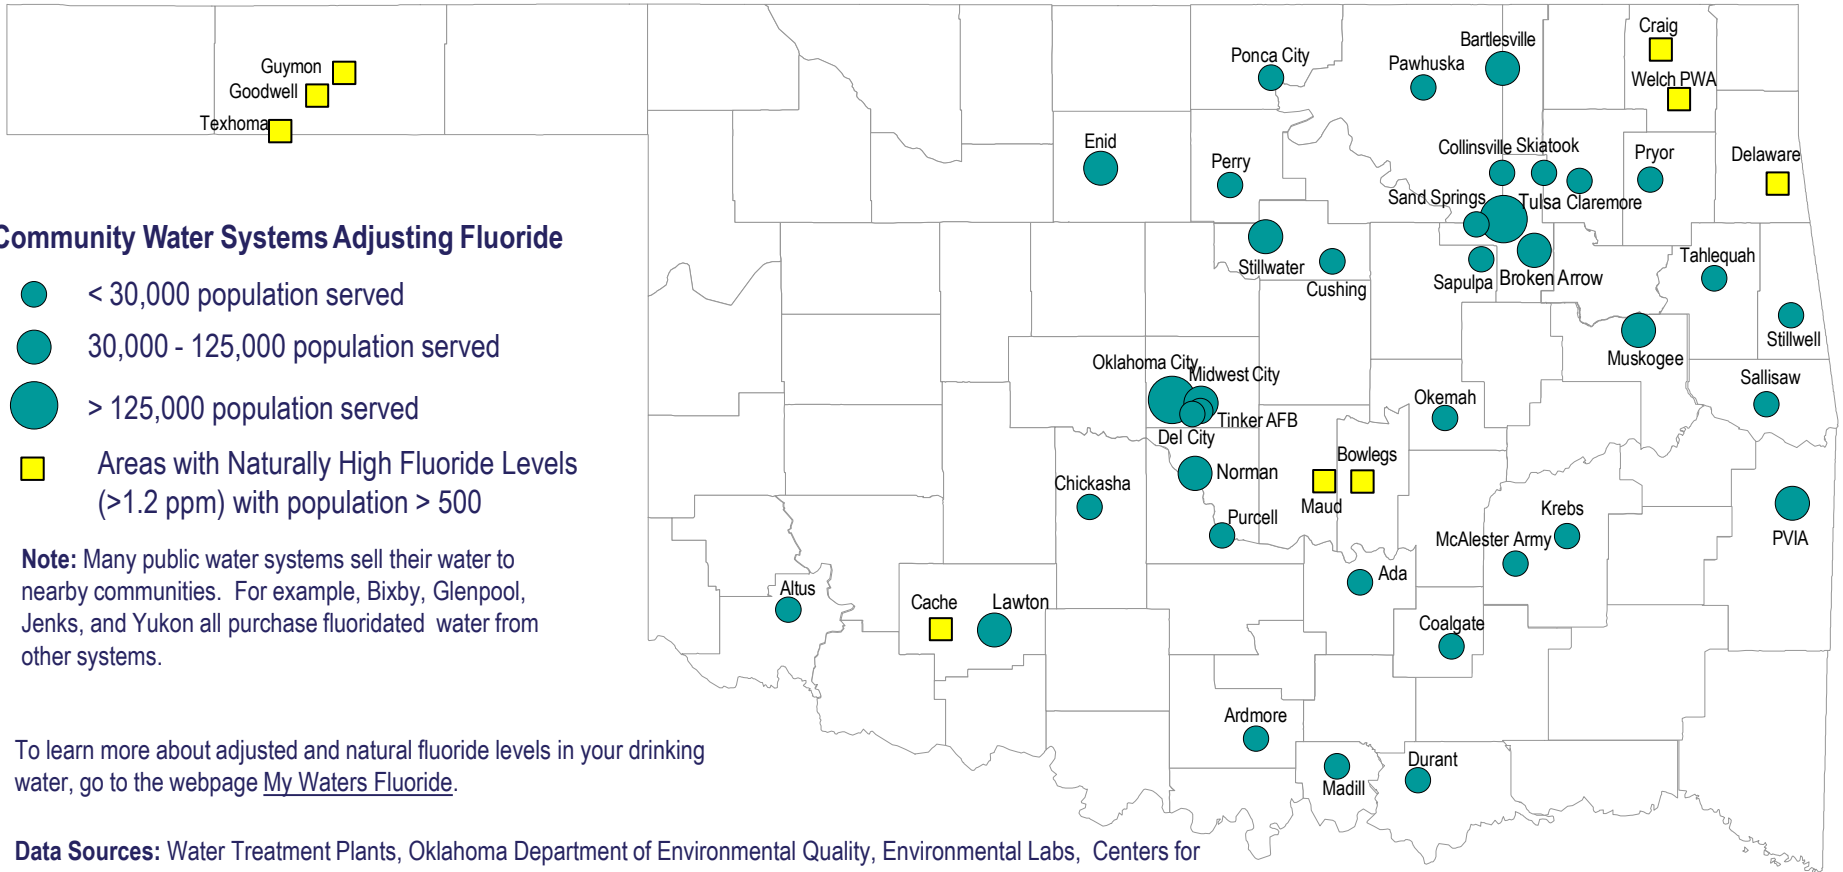 Craig
Bartlesville
Ponca City
Pawhuska
Guymon
Welch PWA
Goodwell
Texhoma
Enid
Collinsville
Skiatook
Pryor
Delaware
Perry
Sand Springs
Tulsa
Claremore
Community Water Systems Adjusting Fluoride
Stillwater
Tahlequah
Cushing
Sapulpa
Broken Arrow
< 30,000 population served
30,000 - 125,000 population served
Stillwell
Muskogee
Oklahoma City
Midwest City
Sallisaw
> 125,000 population served
Okemah
Tinker AFB
Del City
Areas with Naturally High Fluoride Levels
(>1.2 ppm) with population > 500
Bowlegs
Norman
Chickasha
Maud
Krebs
Purcell
McAlester Army
PVIA
Note: Many public water systems sell their water to
nearby communities. For example, Bixby, Glenpool,
Jenks, and Yukon all purchase fluoridated water from
other systems.
Ada
Altus
Cache
Lawton
Coalgate
Ardmore
To learn more about adjusted and natural fluoride levels in your drinking
water, go to the webpage My Waters Fluoride.
Durant
Madill
Data Sources: Water Treatment Plants, Oklahoma Department of Environmental Quality, Environmental Labs, Centers for